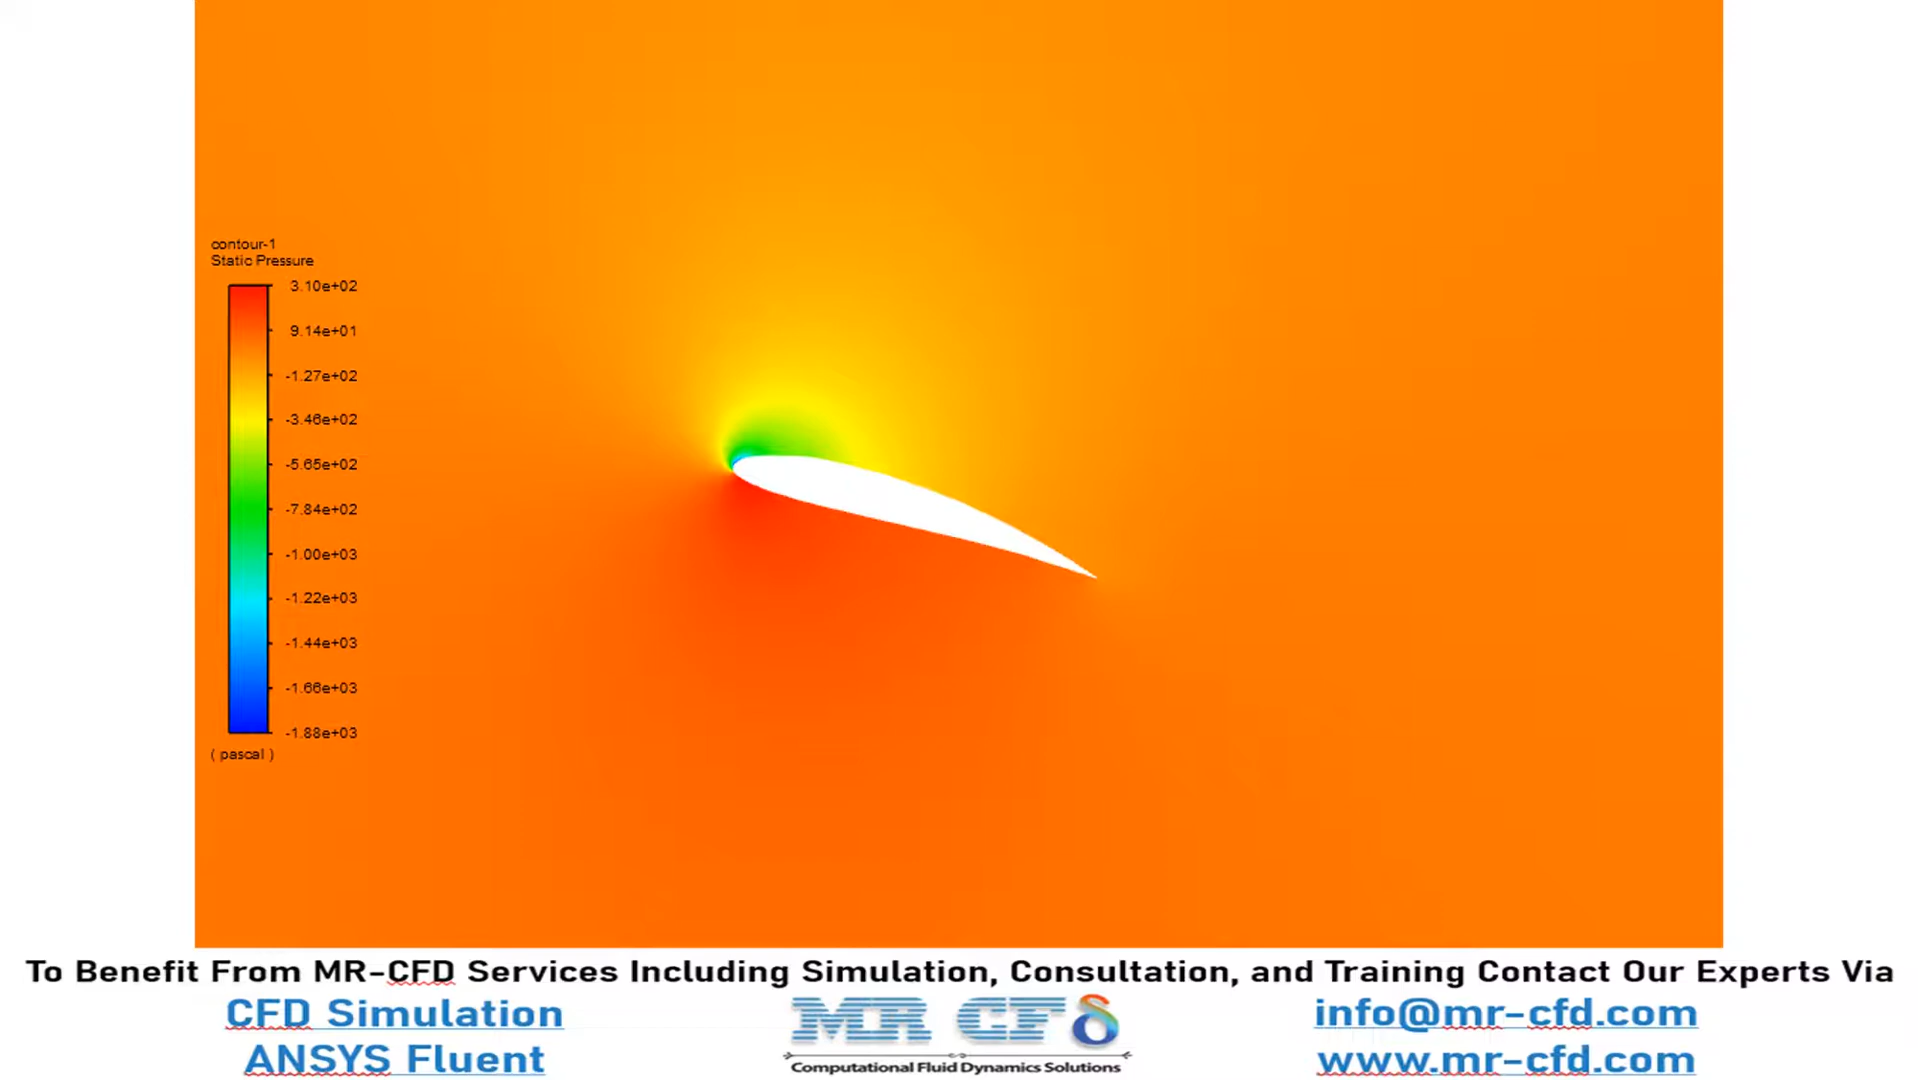 contour-1
Static Pressure
3.10e+02
9.14e+01
-1.27e+02
-3.46e+02
-5.65e+02
-7.84e+02
-1.00e+03
-1.22e+03
-1.44e+03
-1.66e+03
-1.88e+03
( pascal )
To Benefit From MR-CFD Services Including Simulation, Consultation, and Training Contact Our Experts Via
CFD Simulation
ANSYS Fluent
MR CFδ
Computational Fluid Dynamics Solutions
info@mr-cfd.com
www.mr-cfd.com